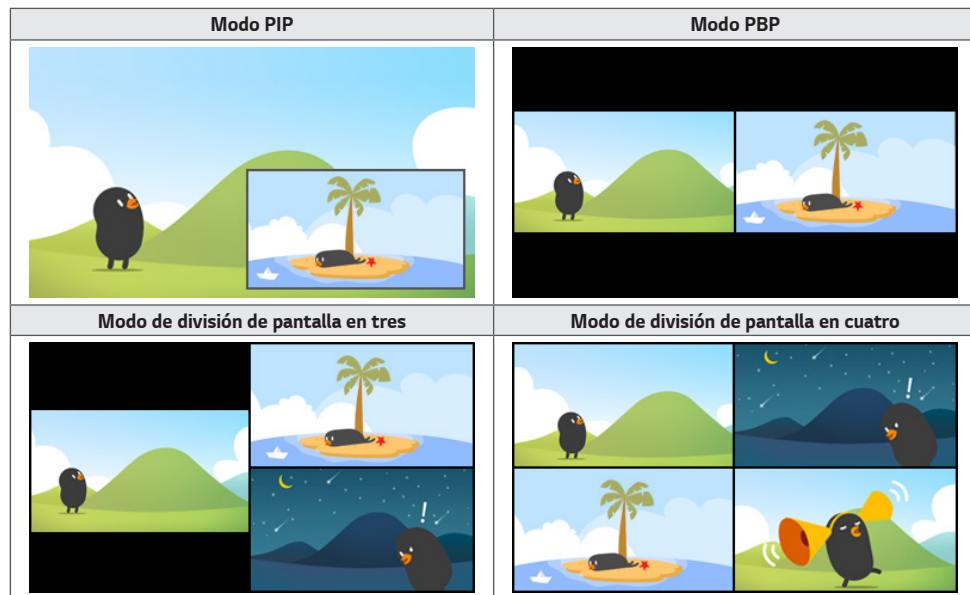 Modo PIP
Modo PBP
Modo de división de pantalla en tres
Modo de división de pantalla en cuatro